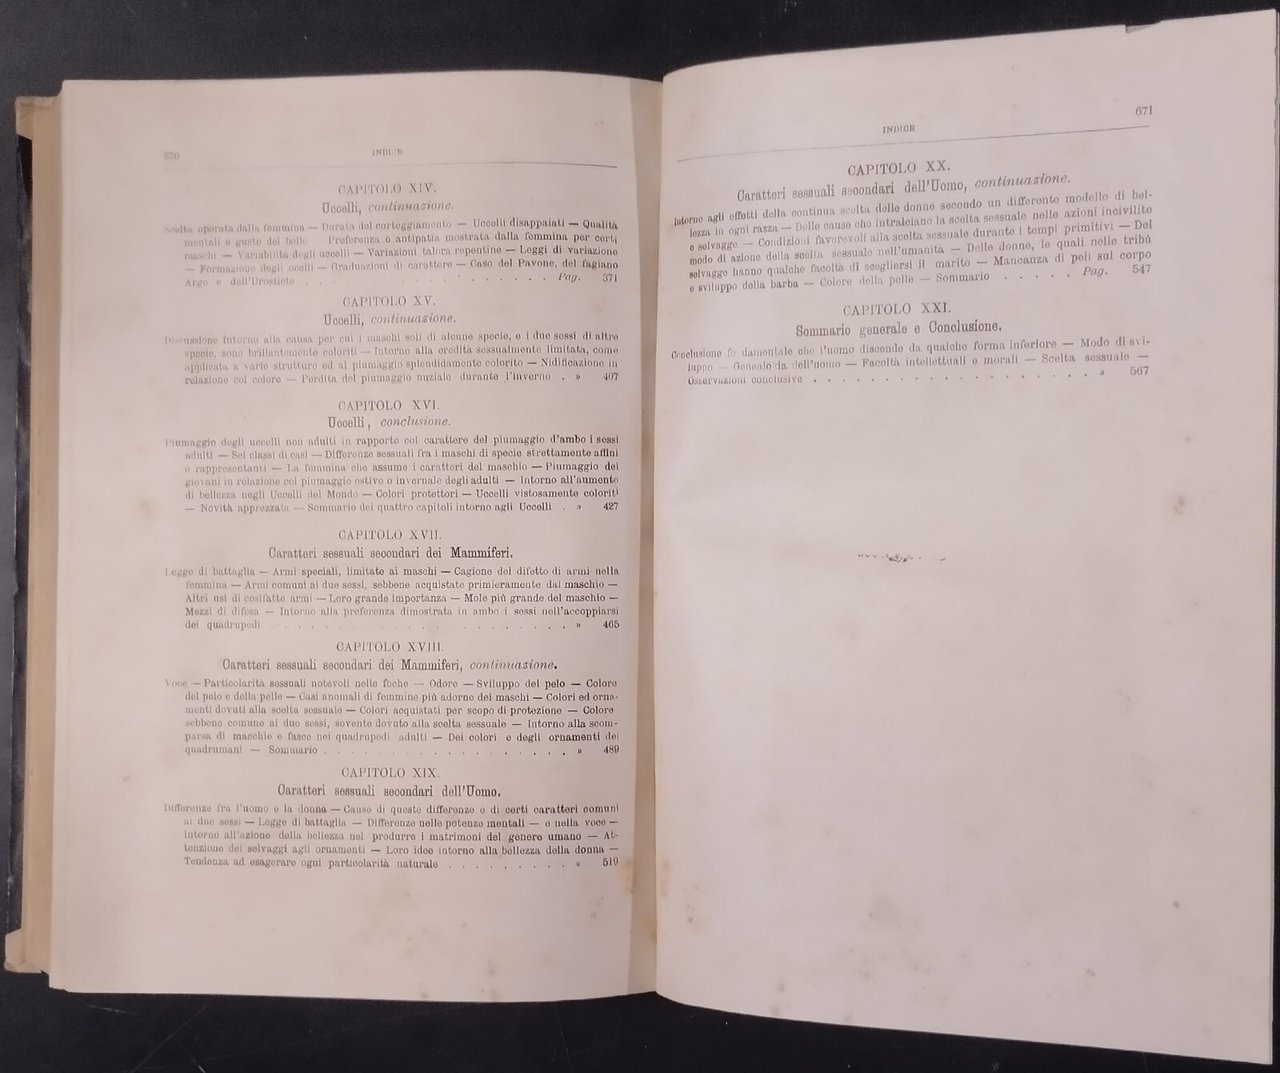 670
INDICE
CAPITOLO XIV.
Uccelli, continuazione.
Scelta operata dalla femmina — Durata del corteggiamento — Uccelli disappaiati — Qualità
mentali e gusto del bello — Preferenza o antipatia mostrata dalla femmina per certi
maschi — Variabilità degli uccelli — Variazioni talora repentine — Leggi di variazione
— Formazione degli ocelli — Graduazioni di carattere — Caso del Pavone, del fagiano
Argo e dell'Urosticte . . . . . . . . . . . . . . . Pag. 371
CAPITOLO XV.
Uccelli, continuazione.
Discussione intorno alla causa per cui i maschi soli di alcune specie, e i due sessi di altre
specie, sono brillantemente coloriti — Intorno alla eredità sessualmente limitata, come
applicata a varie strutture ed al piumaggio splendidamente colorito — Nidificazione in
relazione col colore — Perdita del piumaggio nuziale durante l'inverno . » 407
CAPITOLO XVI.
Uccelli, conclusione.
Piumaggio degli uccelli non adulti in rapporto col carattere del piumaggio d'ambo i sessi
adulti — Sei classi di casi — Differenze sessuali fra i maschi di specie strettamente affini
o rappresentanti — La femmina che assume i caratteri del maschio — Piumaggio dei
giovani in relazione col piumaggio estivo o invernale degli adulti — Intorno all'aumento
di bellezza negli Uccelli del Mondo — Colori protettori — Uccelli vistosamente coloriti
— Novità apprezzata — Sommario dei quattro capitoli intorno agli Uccelli . » 427
CAPITOLO XVII.
Caratteri sessuali secondari dei Mammiferi.
Legge di battaglia — Armi speciali, limitate ai maschi — Cagione del difetto di armi nella
femmina — Armi comuni ai due sessi, sebbene acquistate primieramente dal maschio —
Altri usi di cosifatte armi — Loro grande importanza — Mole più grande del maschio —
Mezzi di difesa — Intorno alla preferenza dimostrata in ambo i sessi nell'accoppiarsi
dei quadrupedi . . . . . . . . . . . . . . . . . . » 465
CAPITOLO XVIII.
Caratteri sessuali secondari dei Mammiferi, continuazione.
Voce — Particolarità sessuali notevoli nelle foche — Odore — Sviluppo del pelo — Colore
del pelo e della pelle — Casi anomali di femmine più adorne dei maschi — Colori ed orna-
menti dovuti alla scelta sessuale — Colori acquistati per scopo di protezione — Colore
sebbene comune ai due sessi, sovente dovuto alla scelta sessuale — Intorno alla scom-
parsa di macchie e fasce nei quadrupedi adulti — Dei colori e degli ornamenti dei
quadrumani — Sommario . . . . . . . . . . . . . . » 489
CAPITOLO XIX.
Caratteri sessuali secondari dell'Uomo.
Differenze fra l'uomo e la donna — Cause di queste differenze e di certi caratteri comuni
ai due sessi — Legge di battaglia — Differenze nelle potenze mentali — e nella voce —
Intorno all'azione della bellezza nel produrre i matrimoni del genere umano — At-
tenzione dei selvaggi agli ornamenti — Loro idee intorno alla bellezza della donna —
Tendenza ad esagerare ogni particolarità naturale . . . . . . . . » 519
671
INDICE
CAPITOLO XX.
Caratteri sessuali secondari dell'Uomo, continuazione.
Intorno agli effetti della continua scelta delle donne secondo un differente modello di bel-
lezza in ogni razza — Delle cause che intralciano la scelta sessuale nelle azioni incivilite
e selvagge — Condizioni favorevoli alla scelta sessuale durante i tempi primitivi — Del
modo di azione della scelta sessuale nell'umanità — Delle donne, le quali nelle tribù
selvagge hanno qualche facoltà di scegliersi il marito — Mancanza di peli sul corpo
e sviluppo della barba — Colore della pelle — Sommario . . . . . Pag. 547
CAPITOLO XXI.
Sommario generale e Conclusione.
Conclusione fo damentale che l'uomo discende da qualche forma inferiore — Modo di svi-
luppo — Genealogia dell'uomo — Facoltà intellettuali e morali — Scelta sessuale —
Osservazioni conclusive . . . . . . . . . . . . . . . . . » 567